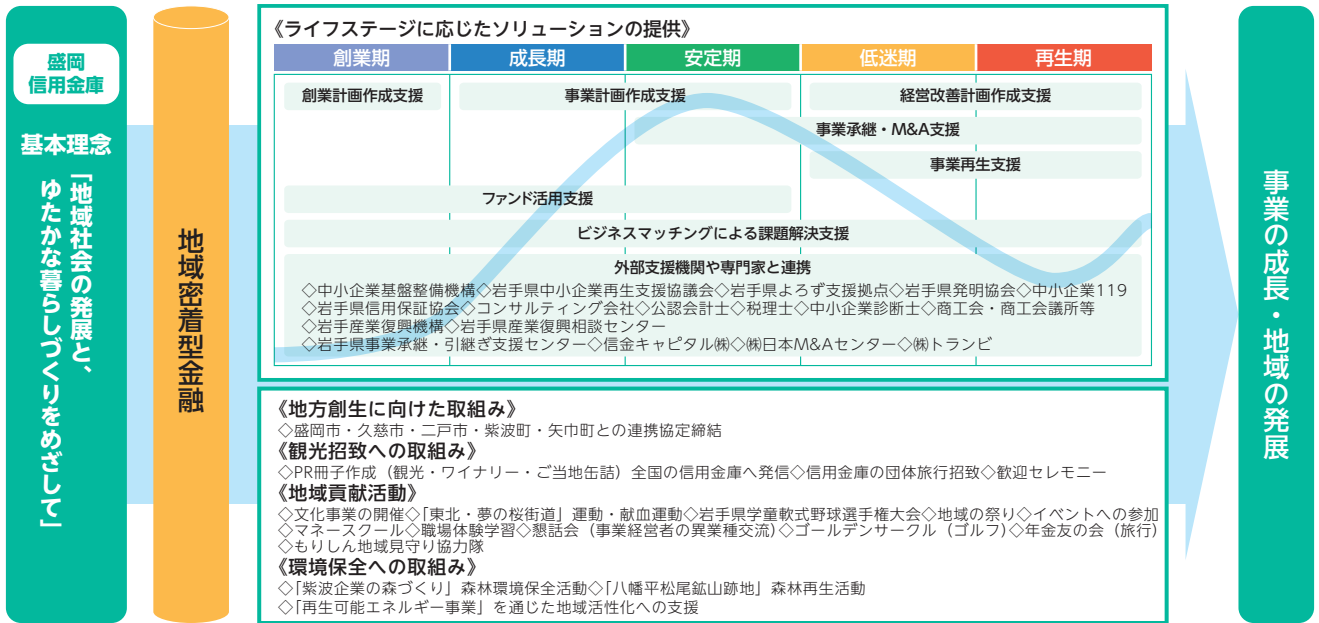 盛岡
信用金庫
基本理念
「地域社会の発展と、
ゆたかな暮らしづくりをめざして」
地域密着型金融
《ライフステージに応じたソリューションの提供》
創業期
成長期
安定期
低迷期
再生期
創業計画作成支援
事業計画作成支援
経営改善計画作成支援
事業承継・M&A支援
事業再生支援
ファンド活用支援
ビジネスマッチングによる課題解決支援
外部支援機関や専門家と連携
◇中小企業基盤整備機構◇岩手県中小企業再生支援協議会◇岩手県よろず支援拠点◇岩手県発明協会◇中小企業119
◇岩手県信用保証協会◇コンサルティング会社◇公認会計士◇税理士◇中小企業診断士◇商工会・商工会議所等
◇岩手産業復興機構◇岩手県産業復興相談センター
◇岩手県事業承継・引継ぎ支援センター◇信金キャピタル㈱◇㈱日本M&Aセンター◇㈱トランビ
《地方創生に向けた取組み》
◇盛岡市・久慈市・二戸市・紫波町・矢巾町との連携協定締結
《観光招致への取組み》
◇PR冊子作成（観光・ワイナリー・ご当地缶詰）全国の信用金庫へ発信◇信用金庫の団体旅行招致◇歓迎セレモニー
《地域貢献活動》
◇文化事業の開催◇「東北・夢の桜街道」運動・献血運動◇岩手県学童軟式野球選手権大会◇地域の祭り◇イベントへの参加
◇マネースクール◇職場体験学習◇懇話会（事業経営者の異業種交流）◇ゴールデンサークル（ゴルフ）◇年金友の会（旅行）
◇もりしん地域見守り協力隊
《環境保全への取組み》
◇「紫波企業の森づくり」森林環境保全活動◇「八幡平松尾鉱山跡地」森林再生活動
◇「再生可能エネルギー事業」を通じた地域活性化への支援
事業の成長・地域の発展